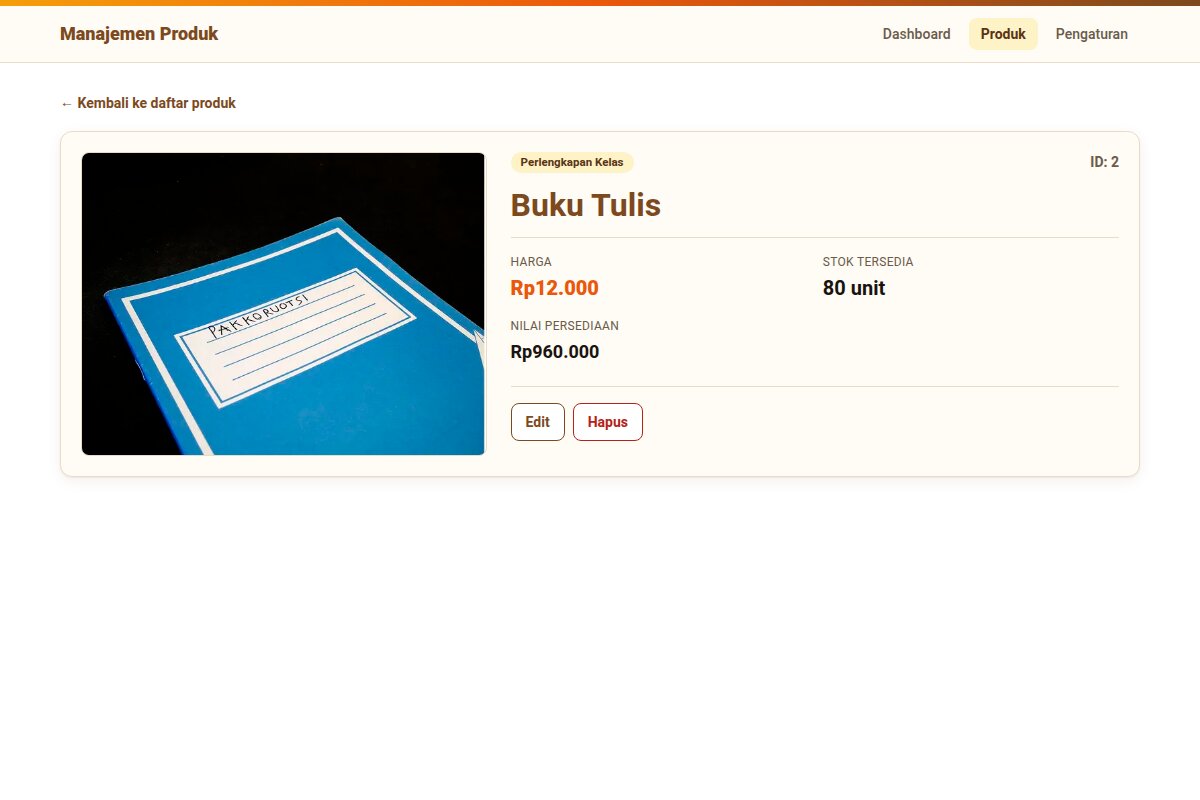 Manajemen Produk
Dashboard
Produk
Pengaturan
← Kembali ke daftar produk
PAKKORUOTSI
Perlengkapan Kelas
ID: 2
Buku Tulis
HARGA
Rp12.000
STOK TERSEDIA
80 unit
NILAI PERSEDIAAN
Rp960.000
Edit
Hapus